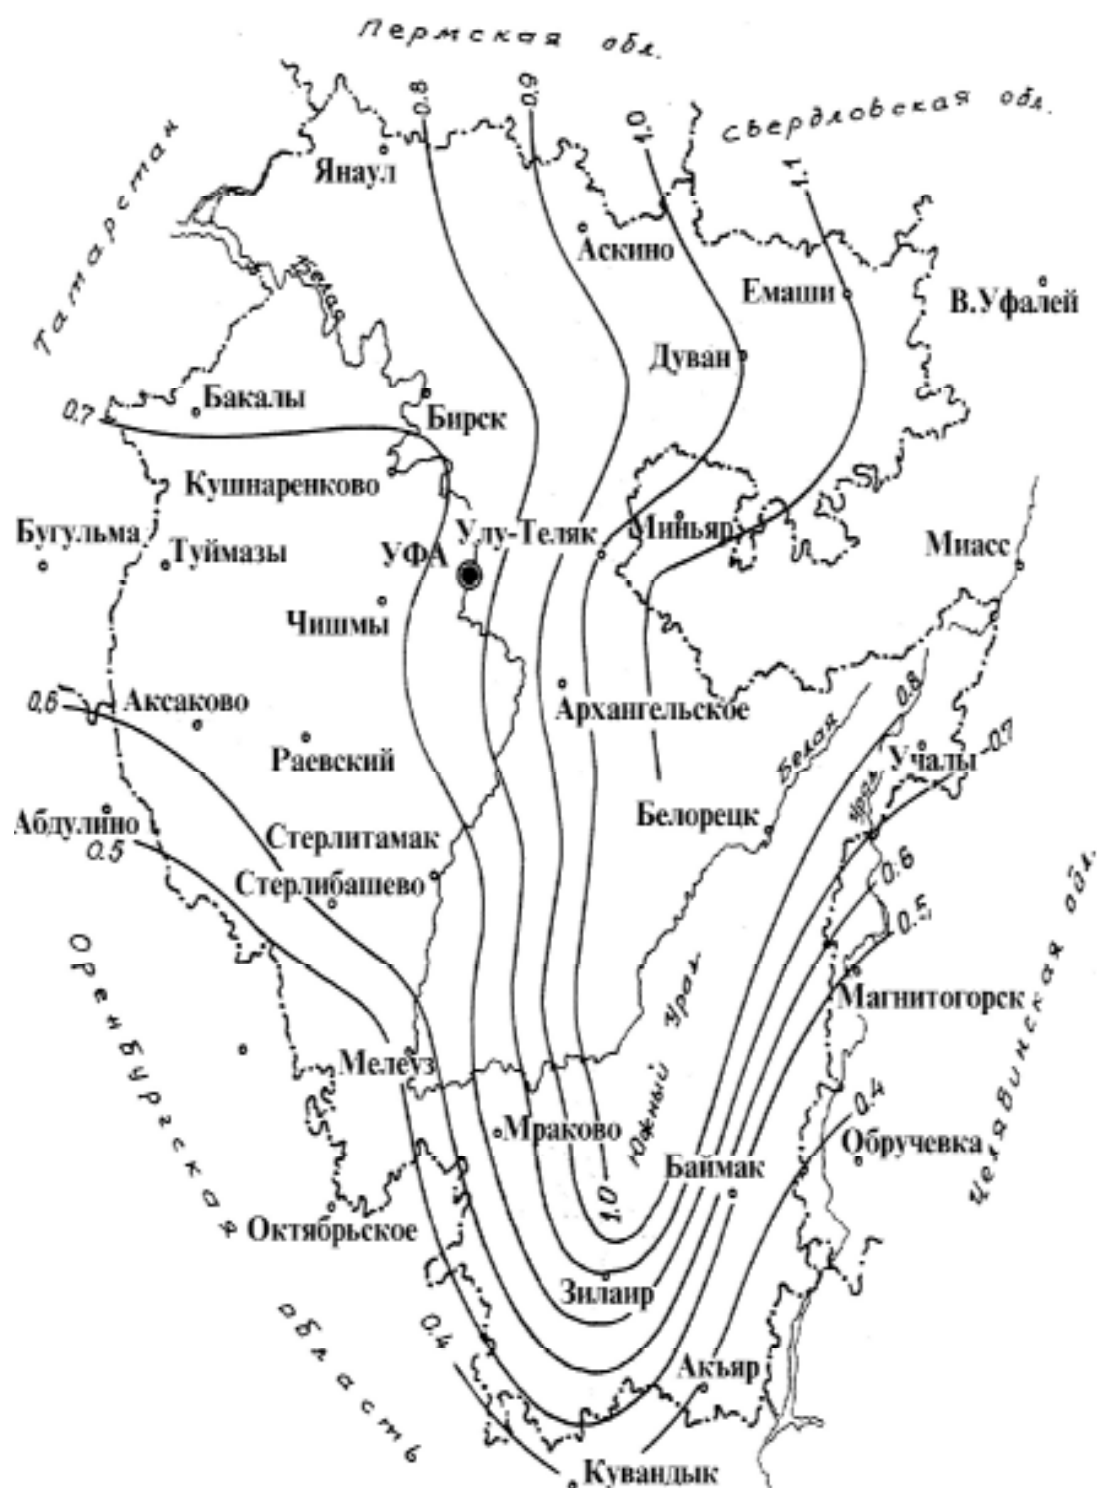 Пермская обл.
Свердловская обл.
Татарстан
0.8
0.9
1.0
1.1
Янаул
Аскино
Емаши
В.Уфалей
Белая
Дуван
Бакалы
0.7
Бирск
Кушнаренково
Бугульма
Туймазы
УФА
Улу-Теляк
Миньяр
Миасс
Чишмы
0.6
Аксаково
Архангельское
0.8
Раевский
Белая
Учалы
0.7
Урал
Абдулино
0.5
Стерлитамак
Белорецк
Стерлибашево
0.6
0.5
Оренбургская
область
Магнитогорск
Челябинская обл.
Южный Урал
Мелеуз
0.4
Мраково
Обручевка
Баймак
1.0
Октябрьское
Зилаир
0.4
Акъяр
Кувандык